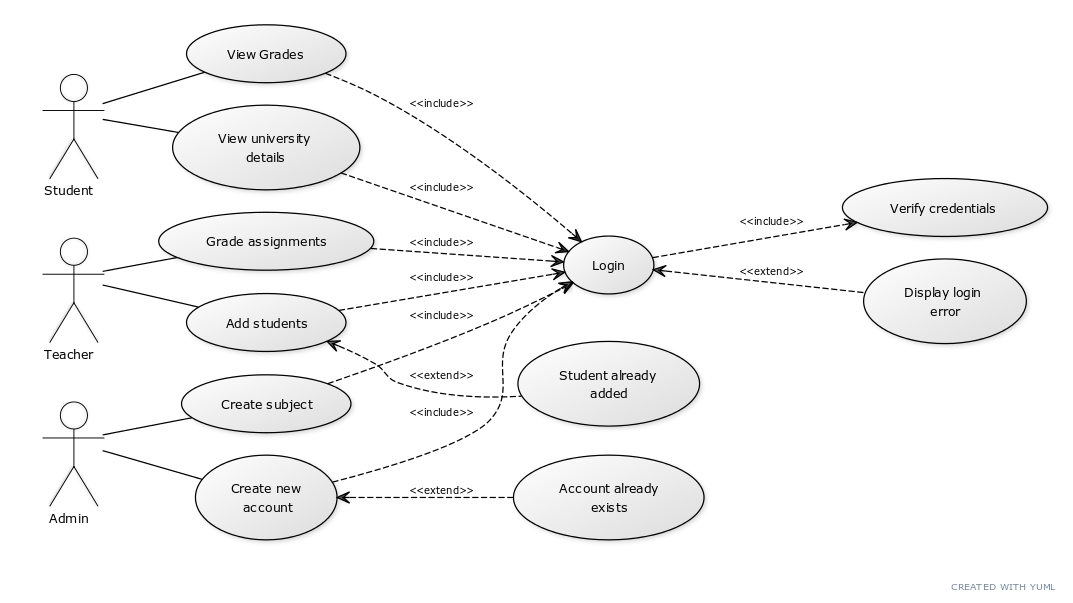 View Grades
<<include>>
View university
details
Student
<<include>>
Verify credentials
<<include>>
Grade assignments
<<include>>
Login
<<include>>
<<extend>>
Display login
error
Add students
<<include>>
Teacher
Student already
added
<<extend>>
Create subject
<<include>>
Create new
account
<<extend>>
Account already
exists
Admin
CREATED WITH YUML